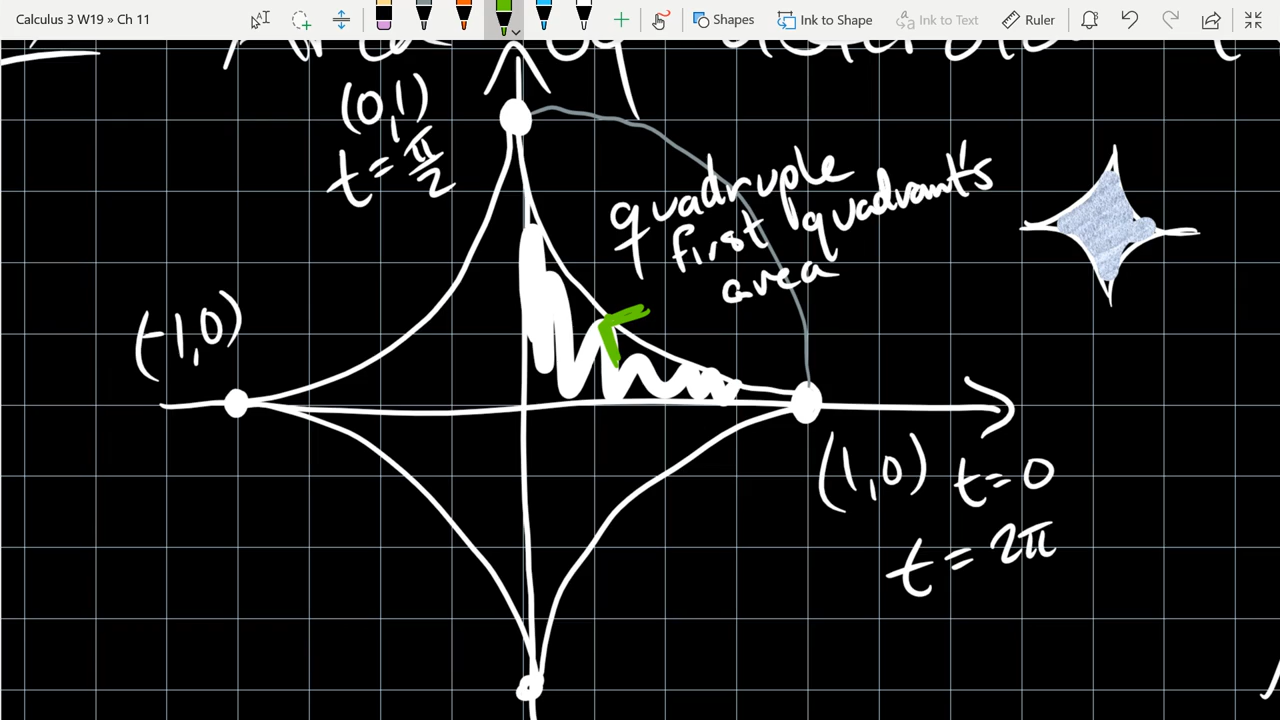 Calculus 3 W19 » Ch 11
Shapes
Ink to Shape
Ink to Text
Ruler
(0,1)
t = π/2
quadruple
first quadrant's
area
(-1,0)
(1,0) t = 0
t = 2π